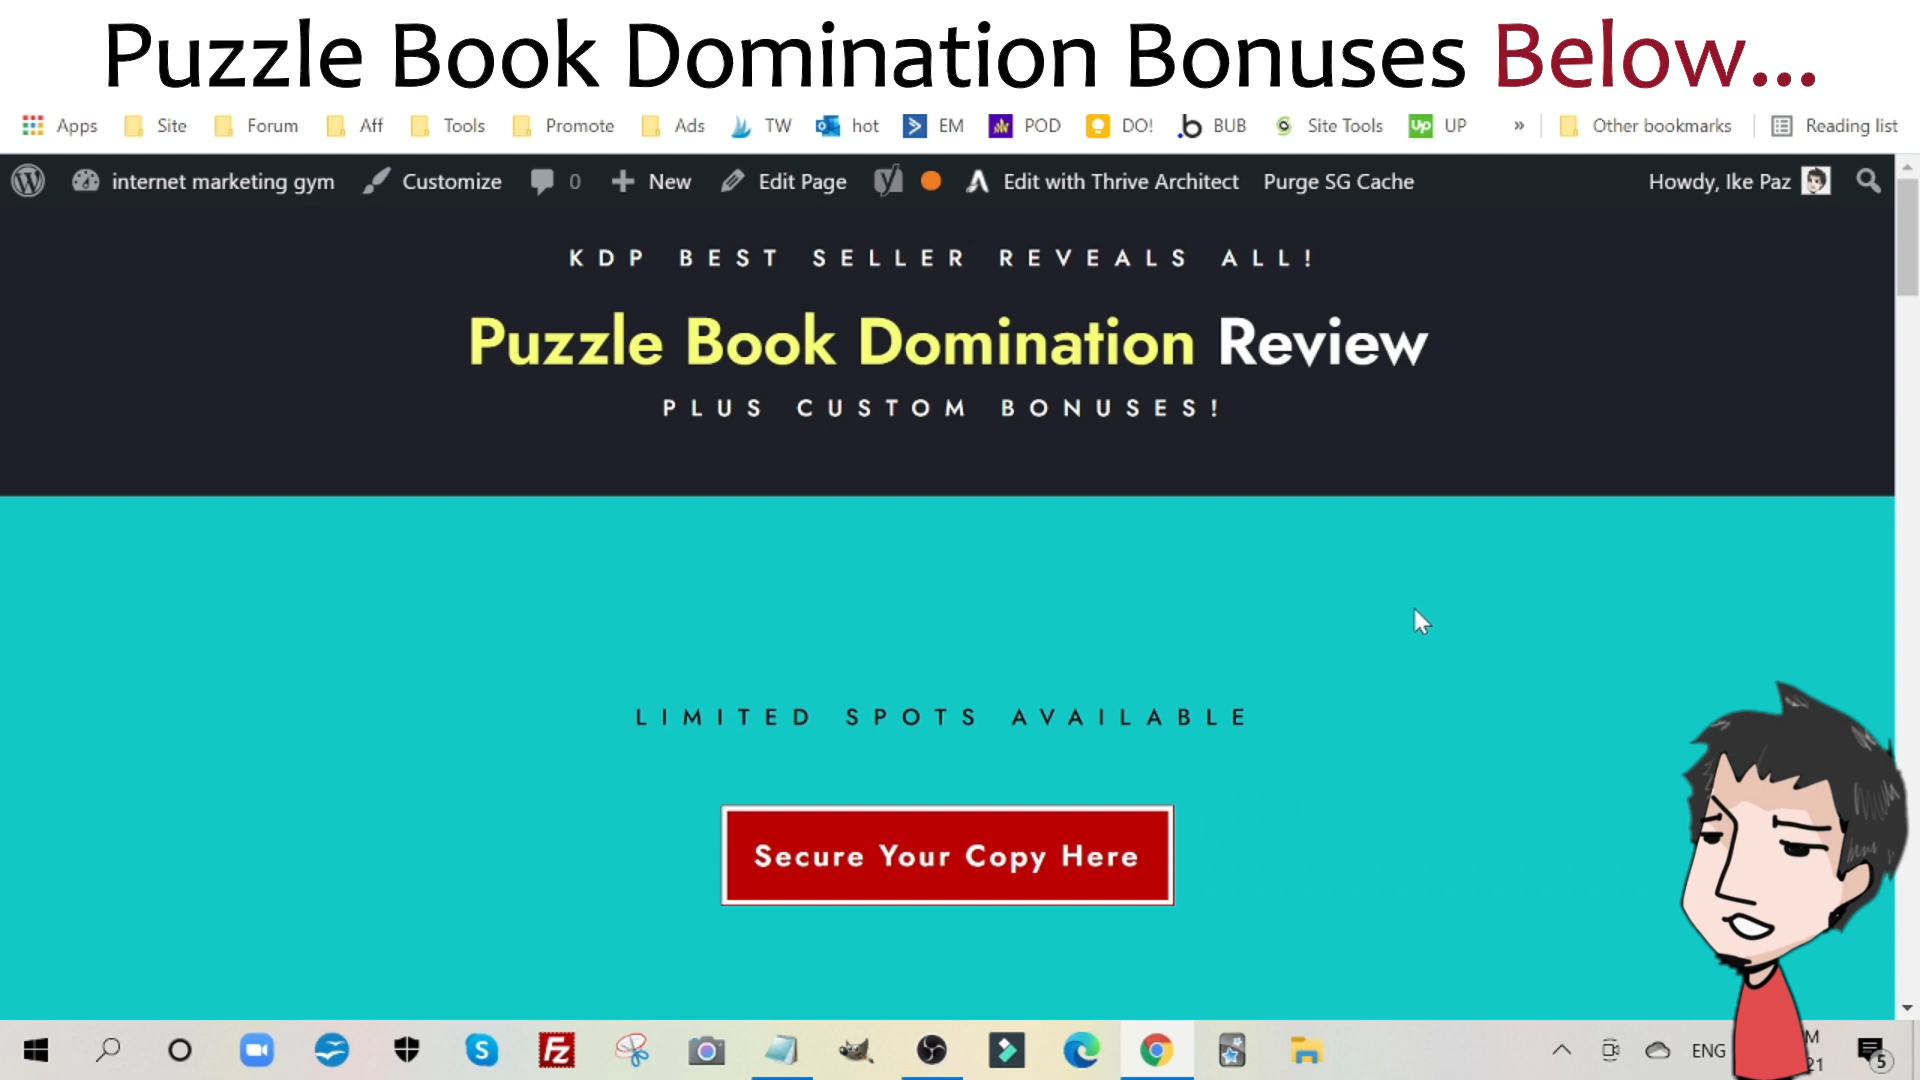 Puzzle Book Domination Bonuses Below...
Apps Site Forum Aff Tools Promote Ads TW hot EM POD DO! BUB Site Tools UP » Other bookmarks Reading list
internet marketing gym Customize 0 New Edit Page Edit with Thrive Architect Purge SG Cache Howdy, Ike Paz
KDP BEST SELLER REVEALS ALL!
Puzzle Book Domination Review
PLUS CUSTOM BONUSES!
LIMITED SPOTS AVAILABLE
Secure Your Copy Here
ENG
M
21
5